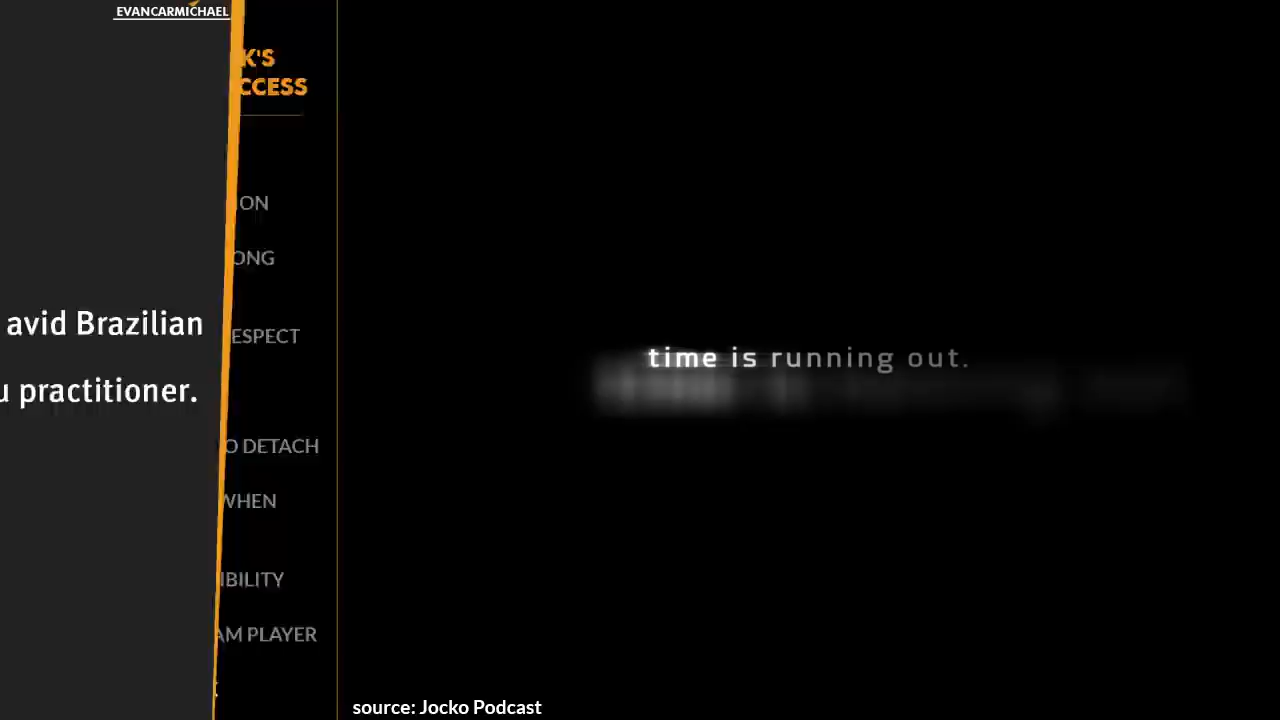 EVANCARMICHAEL
avid Brazilian
practitioner.
K'S
CCESS
ON
ONG
ESPECT
O DETACH
WHEN
IBILITY
AM PLAYER
time is running out.
source: Jocko Podcast